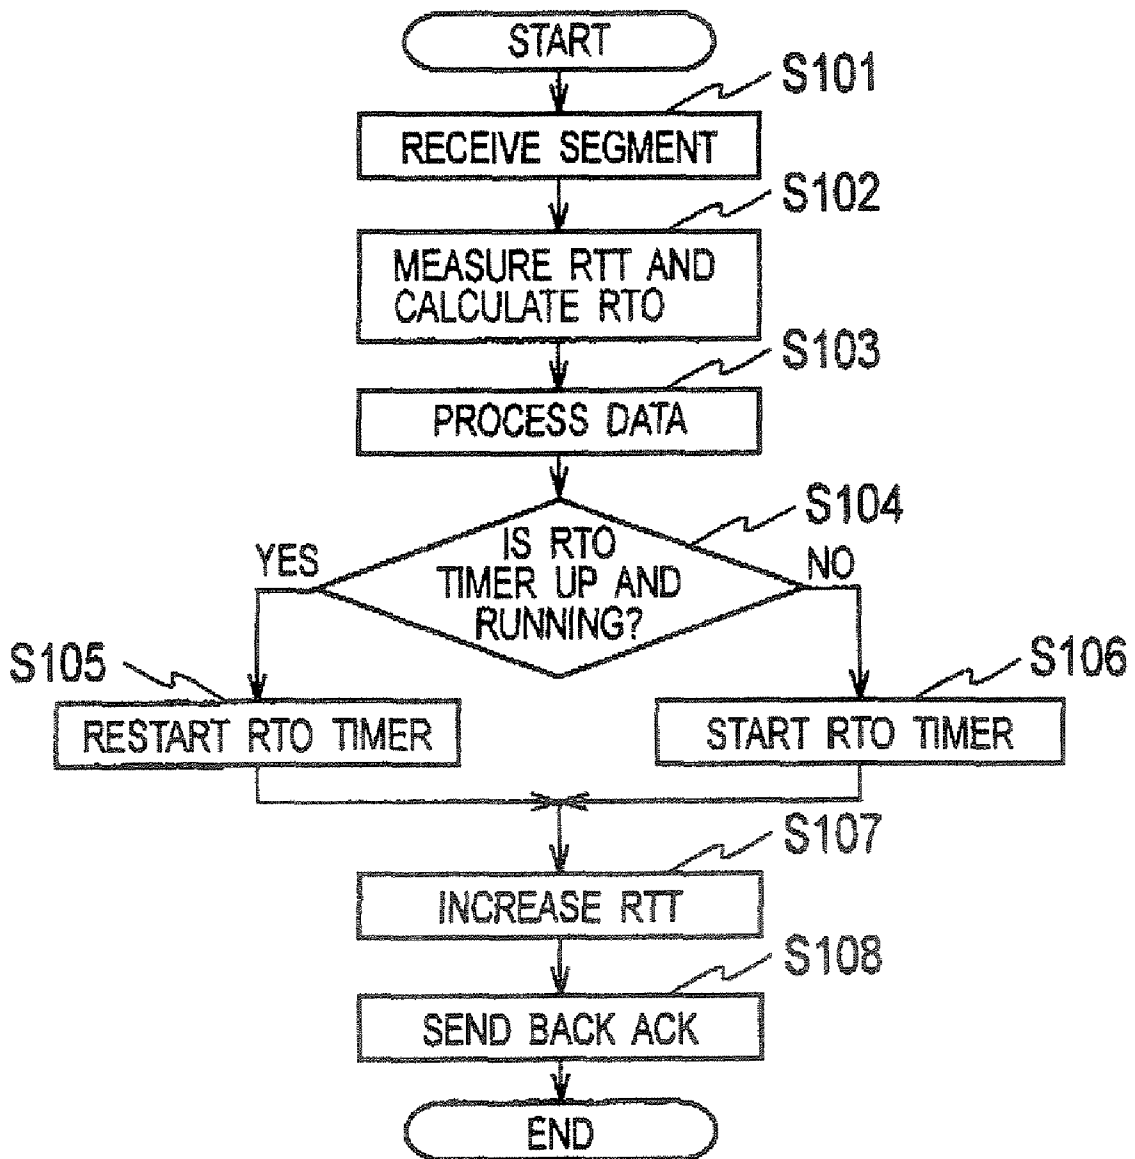 START
S101
RECEIVE SEGMENT
S102
MEASURE RTT AND
CALCULATE RTO
S103
PROCESS DATA
S104
IS RTO
TIMER UP AND
RUNNING?
YES
NO
S105
RESTART RTO TIMER
S106
START RTO TIMER
S107
INCREASE RTT
S108
SEND BACK ACK
END